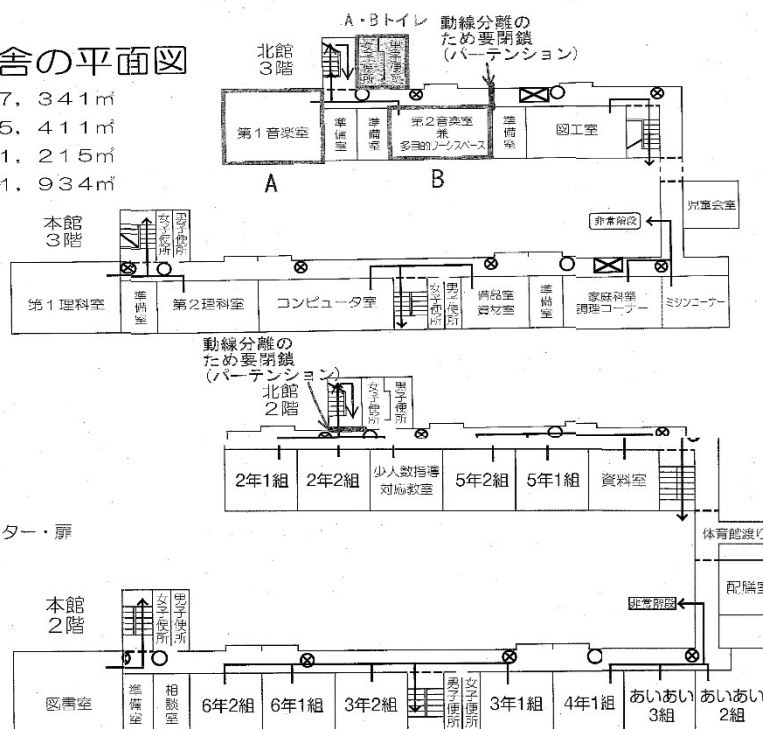 A・Bトイレ
動線分離の
ため要閉鎖
(パーテンション)
北館
3階
女子便所
男子便所
舎の平面図
7，341㎡
5，411㎡
1，215㎡
1，934㎡
第1音楽室
準備室
準備室
第2音楽室
兼
多目的ワークスペース
準備室
図工室
A
B
児童会室
本館
3階
女子便所
男子便所
非常階段
第1理科室
準備室
第2理科室
コンピュータ室
女子便所
男子便所
備品室
資材室
準備室
家庭科室
調理コーナー
ミシンコーナー
動線分離の
ため要閉鎖
(パーテンション)
北館
2階
女子便所
男子便所
2年1組
2年2組
少人数指導
対応教室
5年2組
5年1組
資料室
ター・扉
体育館渡り
配膳室
本館
2階
女子便所
男子便所
非常階段
図書室
準備室
相談室
6年2組
6年1組
3年2組
男子便所
女子便所
3年1組
4年1組
あいあい
3組
あいあい
2組